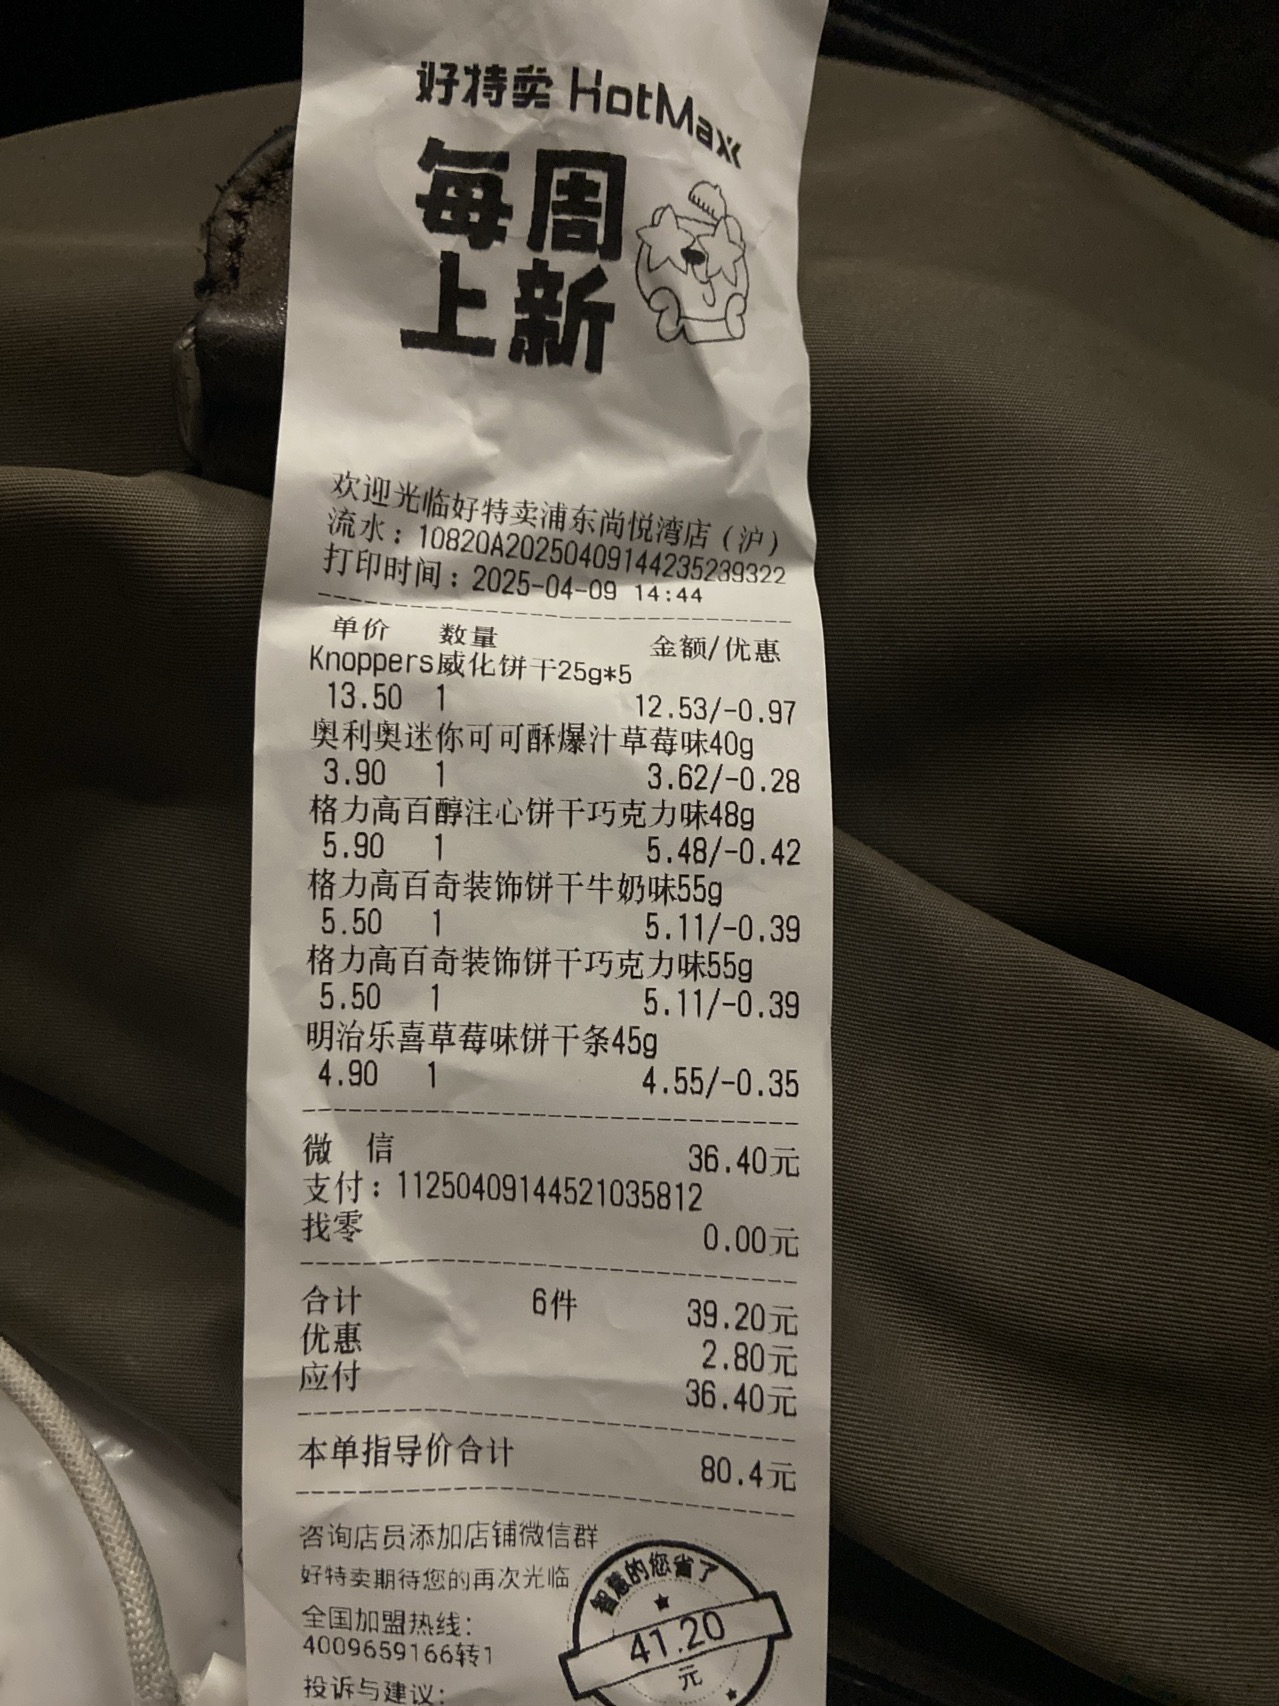 好特卖 HotMaxx
每周
上新
欢迎光临好特卖浦东尚悦湾店（沪）
流水：10820A20250409144235239322
打印时间：2025-04-09 14:44
单价 数量 金额/优惠
Knoppers威化饼干25g*5
13.50 1 12.53/-0.97
奥利奥迷你可可酥爆汁草莓味40g
3.90 1 3.62/-0.28
格力高百醇注心饼干巧克力味48g
5.90 1 5.48/-0.42
格力高百奇装饰饼干牛奶味55g
5.50 1 5.11/-0.39
格力高百奇装饰饼干巧克力味55g
5.50 1 5.11/-0.39
明治乐喜草莓味饼干条45g
4.90 1 4.55/-0.35
微 信 36.40元
支付：11250409144521035812
找零 0.00元
合计 6件 39.20元
优惠 2.80元
应付 36.40元
本单指导价合计 80.4元
咨询店员添加店铺微信群
好特卖期待您的再次光临
全国加盟热线：
4009659166转1
投诉与建议：
智慧的您省了
41.20
元